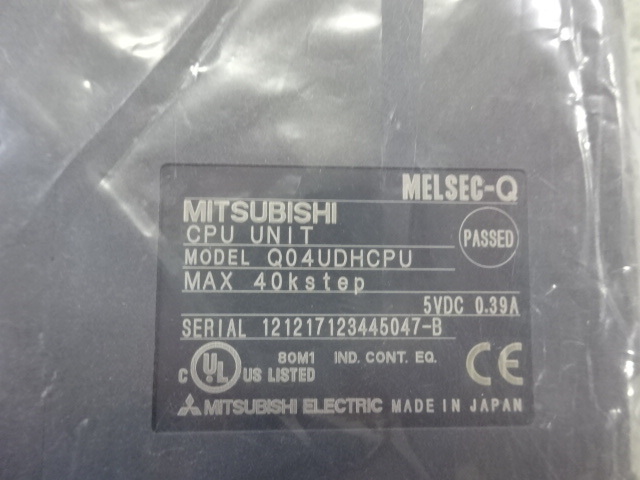 MELSEC-Q
MITSUBISHI
CPU UNIT
PASSED
MODEL Q04UDHCPU
MAX 40kstep
5VDC 0.39A
SERIAL 121217123445047-B
C UL US LISTED 80M1 IND. CONT. EQ. CE
MITSUBISHI ELECTRIC MADE IN JAPAN